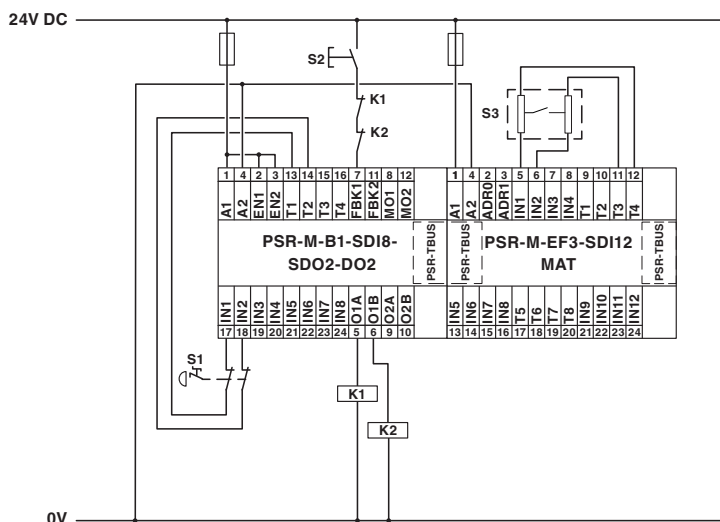 24V DC
S2
K1
K2
S3
1 4 2 3 13 14 15 16 7 11 8 12
A1 A2 EN1 EN2 T1 T2 T3 T4 FBK1 FBK2 MO1 MO2
1 4 2 3 5 6 7 8 9 10 11 12
A1 A2 ADR0 ADR1 IN1 IN2 IN3 IN4 T1 T2 T3 T4
PSR-M-B1-SDI8-
SDO2-DO2
PSR-TBUS
PSR-TBUS
PSR-M-EF3-SDI12
MAT
PSR-TBUS
IN1 IN2 IN3 IN4 IN5 IN6 IN7 IN8 O1A O1B O2A O2B
17 18 19 20 21 22 23 24 5 6 9 10
IN5 IN6 IN7 IN8 T5 T6 T7 T8 IN9 IN10 IN11 IN12
13 14 15 16 17 18 19 20 21 22 23 24
S1
K1
K2
0V